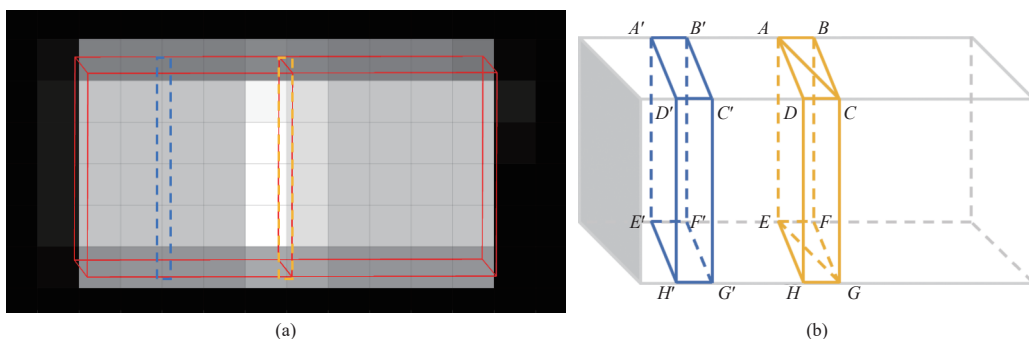 A′ B′ A B
D′ C′ D C
E′ F′ E F
H′ G′ H G
(a) (b)